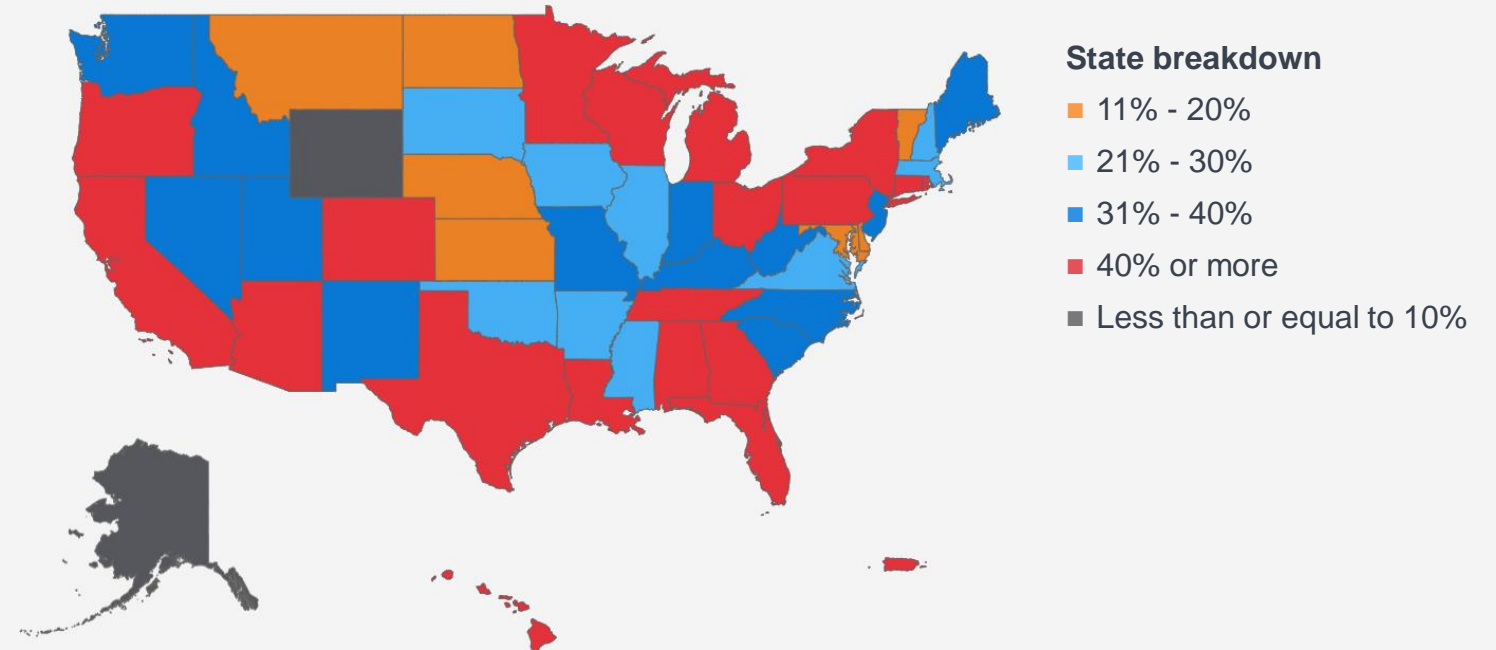 State breakdown
11% - 20%
21% - 30%
31% - 40%
40% or more
Less than or equal to 10%